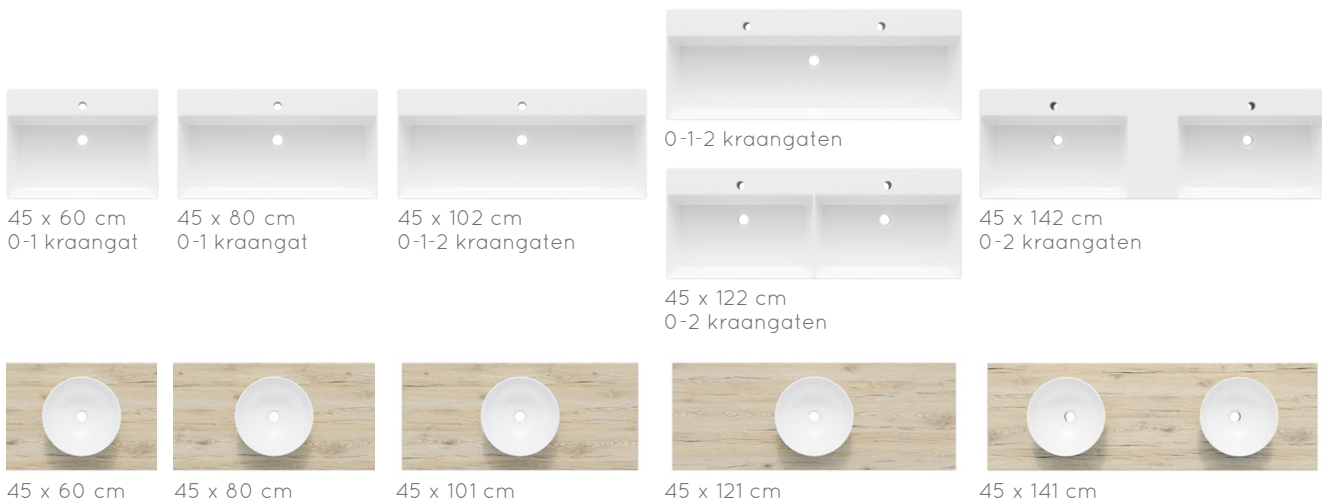 0-1-2 kraangaten
45 x 60 cm
0-1 kraangat
45 x 80 cm
0-1 kraangat
45 x 102 cm
0-1-2 kraangaten
45 x 142 cm
0-2 kraangaten
45 x 122 cm
0-2 kraangaten
45 x 60 cm
45 x 80 cm
45 x 101 cm
45 x 121 cm
45 x 141 cm